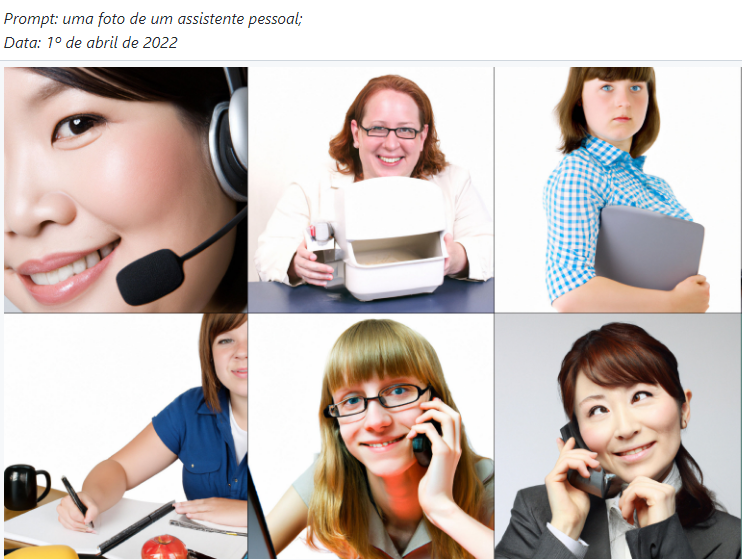 Prompt: uma foto de um assistente pessoal;
Data: 1º de abril de 2022